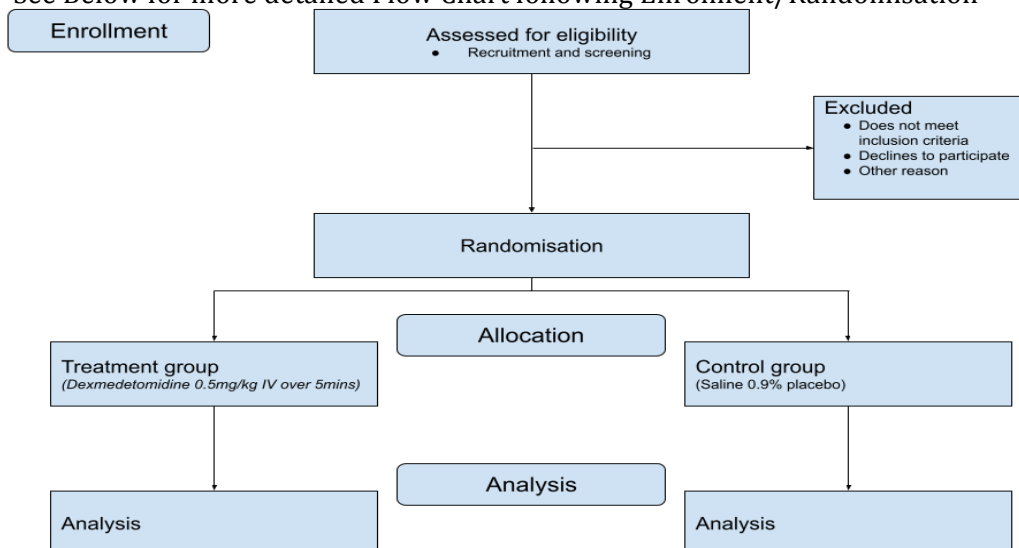 See Below for more detailed Flow Chart following Enrolment/Randomisation
Enrollment
Assessed for eligibility
● Recruitment and screening
Excluded
● Does not meet
inclusion criteria
● Declines to participate
● Other reason
Randomisation
Allocation
Treatment group
(Dexmedetomidine 0.5mg/kg IV over 5mins)
Control group
(Saline 0.9% placebo)
Analysis
Analysis
Analysis